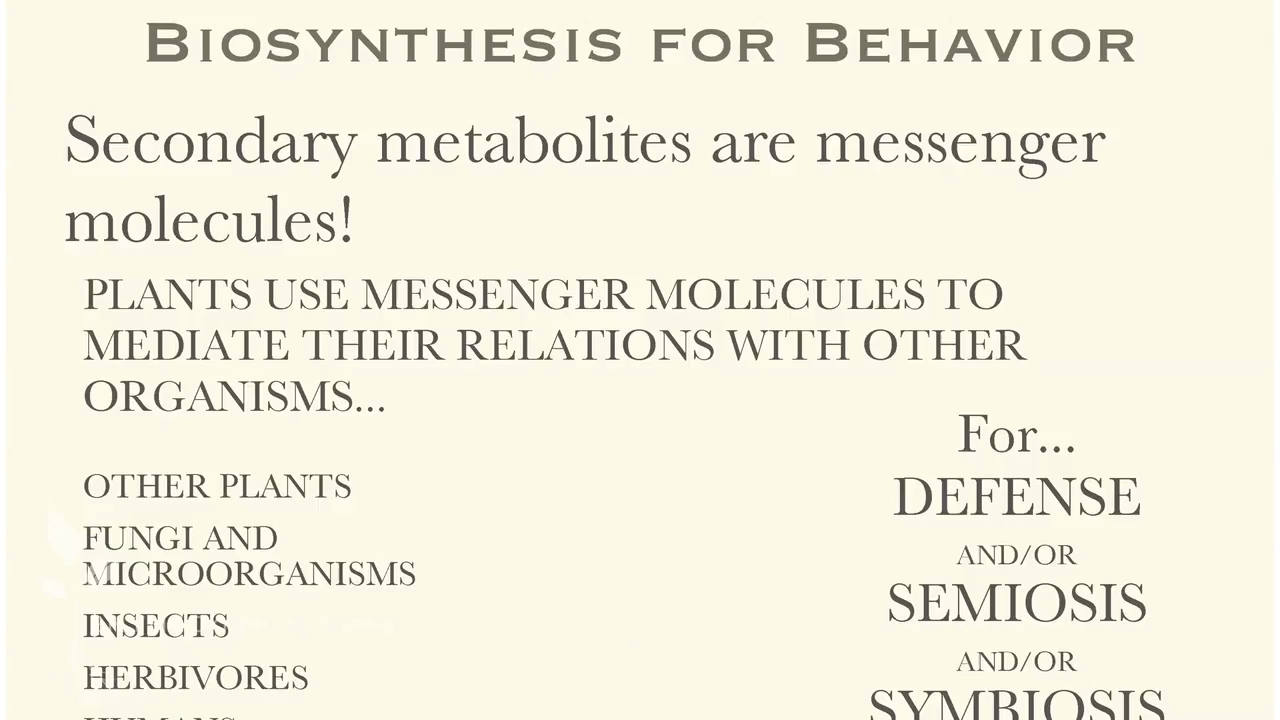 BIOSYNTHESIS FOR BEHAVIOR
Secondary metabolites are messenger
molecules!
PLANTS USE MESSENGER MOLECULES TO
MEDIATE THEIR RELATIONS WITH OTHER
ORGANISMS...
OTHER PLANTS
FUNGI AND
MICROORGANISMS
INSECTS
HERBIVORES
HUMANS
For...
DEFENSE
AND/OR
SEMIOSIS
AND/OR
SYMBIOSIS